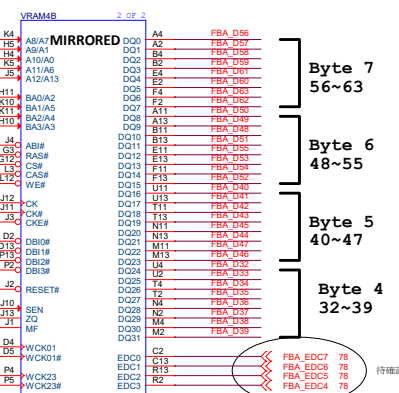 VRAM4B
2 OF 2
MIRRORED
K4 A8/A7
H5 A9/A1
H4 A10/A0
K5 A11/A6
J5 A12/A13
H11 BA0/A2
K10 BA1/A5
K11 BA2/A4
H10 BA3/A3
J4 ABI#
G3 RAS#
G12 CS#
L3 CAS#
L12 WE#
J12 CK
J11 CK#
J3 CKE#
D2 DBI0#
D13 DBI1#
P13 DBI2#
P2 DBI3#
J2 RESET#
J10 SEN
J13 ZQ
J1 MF
D4 WCK01
D5 WCK01#
P4 WCK23
P5 WCK23#
DQ0 A4 FBA_D56
DQ1 A2 FBA_D57
DQ2 B4 FBA_D58
DQ3 B2 FBA_D59
DQ4 E4 FBA_D61
DQ5 E2 FBA_D60
DQ6 F4 FBA_D63
DQ7 F2 FBA_D62
DQ8 A11 FBA_D50
DQ9 A13 FBA_D49
DQ10 B11 FBA_D48
DQ11 B13 FBA_D51
DQ12 E11 FBA_D55
DQ13 E13 FBA_D53
DQ14 F11 FBA_D54
DQ15 F13 FBA_D52
DQ16 U11 FBA_D40
DQ17 U13 FBA_D41
DQ18 T11 FBA_D42
DQ19 T13 FBA_D43
DQ20 N11 FBA_D45
DQ21 N13 FBA_D44
DQ22 M11 FBA_D47
DQ23 M13 FBA_D46
DQ24 U4 FBA_D32
DQ25 U2 FBA_D33
DQ26 T4 FBA_D34
DQ27 T2 FBA_D35
DQ28 N4 FBA_D36
DQ29 N2 FBA_D37
DQ30 M4 FBA_D38
DQ31 M2 FBA_D39
EDC0 C2 FBA_EDC7 78
EDC1 C13 FBA_EDC6 78
EDC2 R13 FBA_EDC5 78
EDC3 R2 FBA_EDC4 78
Byte 7
56~63
Byte 6
48~55
Byte 5
40~47
Byte 4
32~39
待確認